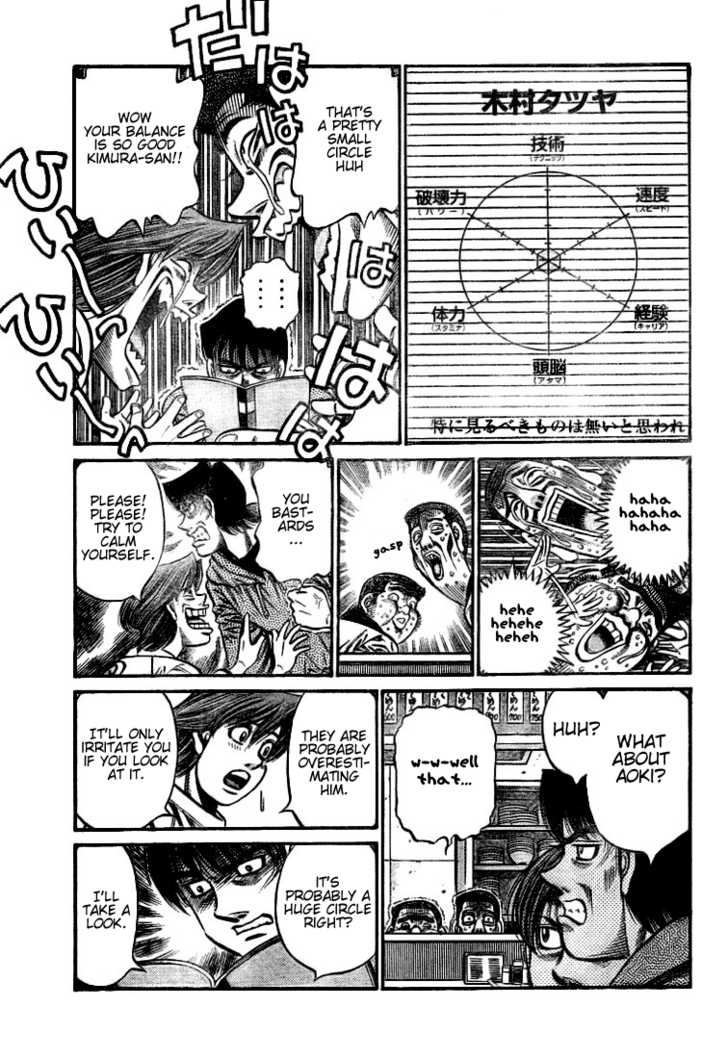 木村タツヤ
技術
(テクニック)
破壊力
(パワー)
速度
(スピード)
体力
(スタミナ)
経験
(キャリア)
頭脳
(アタマ)
特に見るべきものは無いと思われ
THAT'S
A PRETTY
SMALL
CIRCLE
HUH
WOW
YOUR BALANCE
IS SO GOOD
KIMURA-SAN!!
だはは
はははは
ひいーひいー
haha
hahaha
haha
hehe
hehehe
heheh
gasp
YOU
BAST-
ARDS
...
PLEASE!
PLEASE!
TRY TO
CALM
YOURSELF.
WHAT
ABOUT
AOKI?
HUH?
w-w-well
that...
THEY ARE
PROBABLY
OVERESTI-
MATING
HIM.
IT'LL ONLY
IRRITATE YOU
IF YOU LOOK
AT IT.
IT'S
PROBABLY A
HUGE CIRCLE
RIGHT?
I'LL
TAKE A
LOOK.